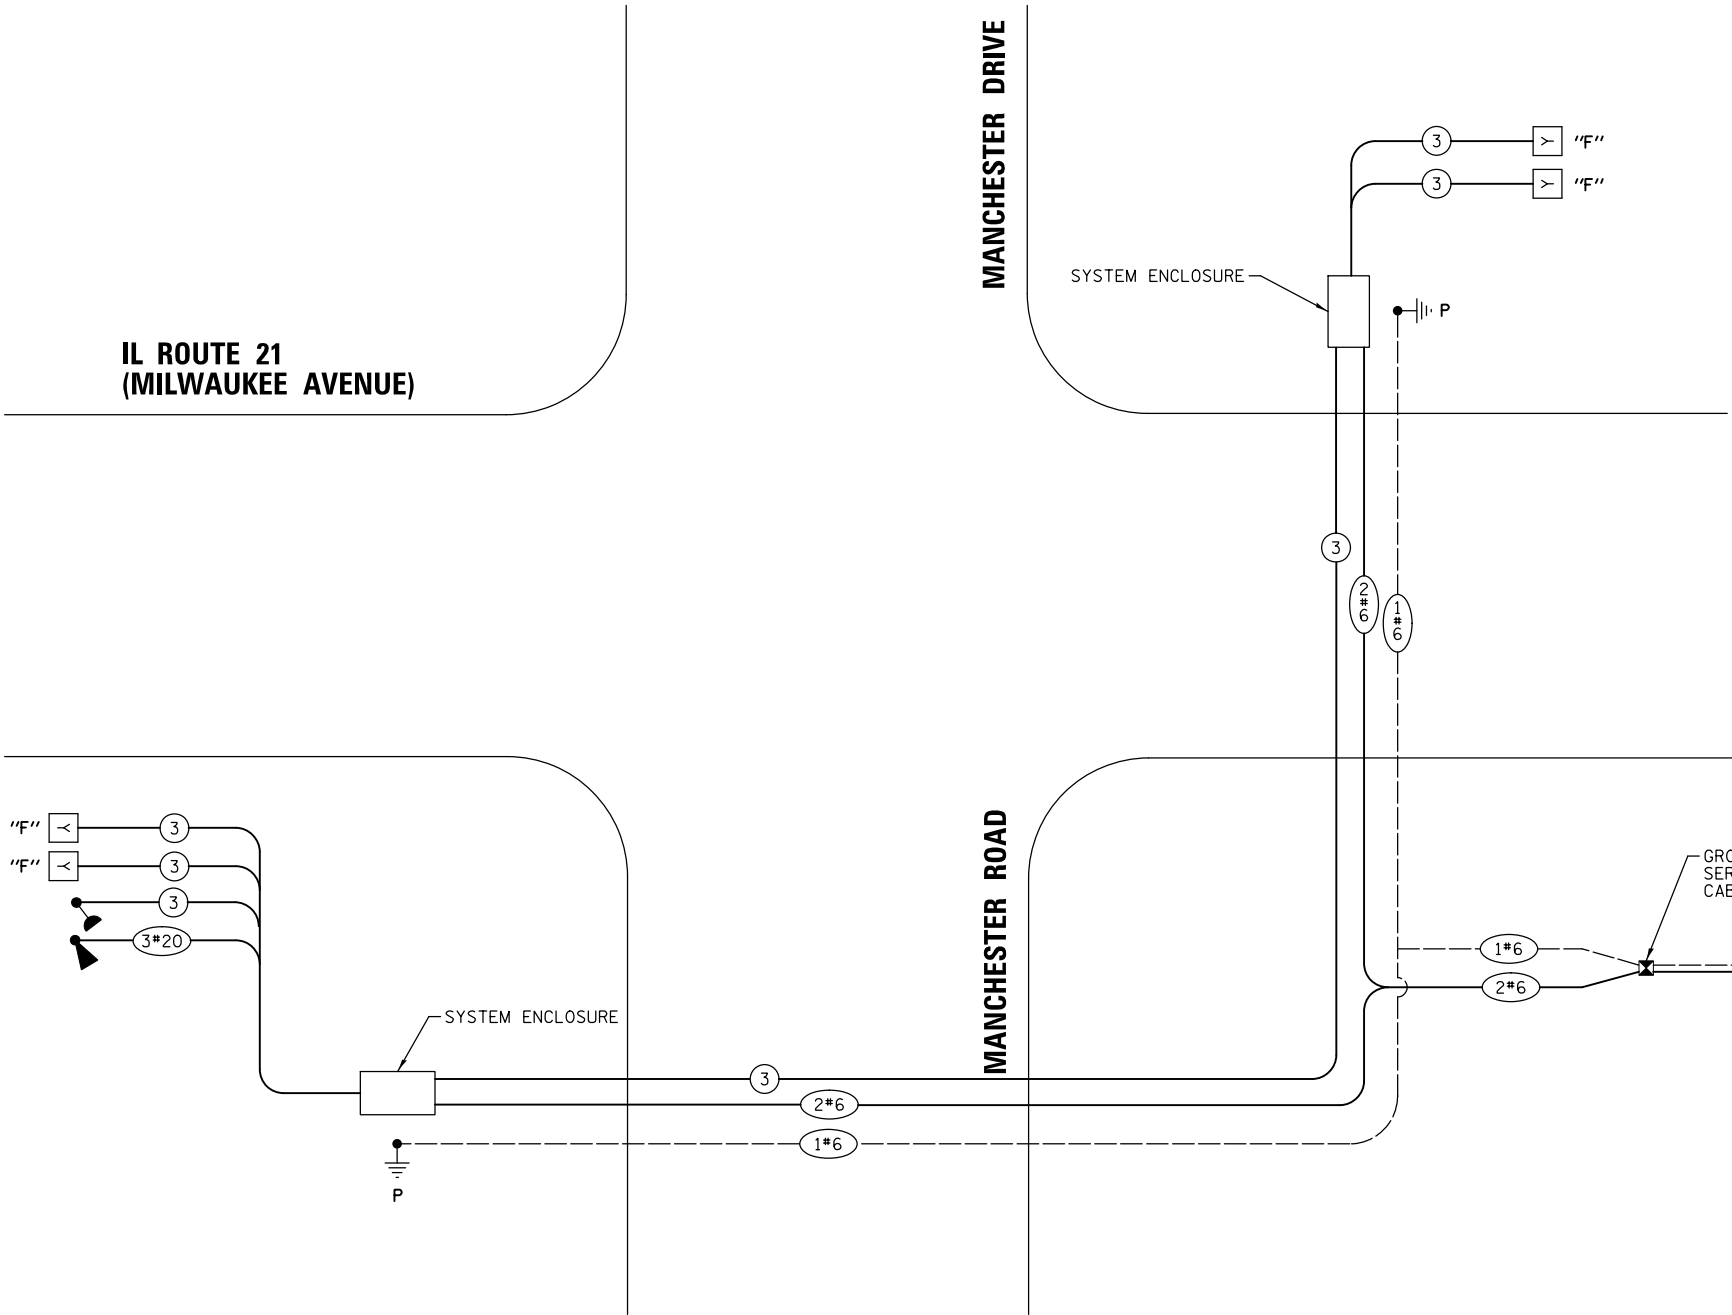 MANCHESTER DRIVE
3 "F"
3 "F"
SYSTEM ENCLOSURE
P
IL ROUTE 21
(MILWAUKEE AVENUE)
3
2
#
6
1
#
6
"F" 3
"F" 3
3
3#20
MANCHESTER ROAD
1#6
2#6
SYSTEM ENCLOSURE
3
2#6
1#6
P